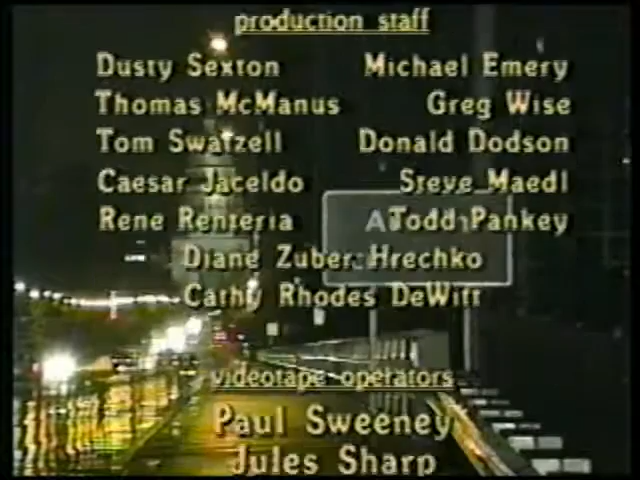 production staff
Dusty Sexton Michael Emery
Thomas McManus Greg Wise
Tom Swatzell Donald Dodson
Caesar Jaceldo Steve Maedl
Rene Renteria Todd Pankey
Diane Zuber Hrechko
Cathy Rhodes DeWitt
videotape operators
Paul Sweeney
Jules Sharp